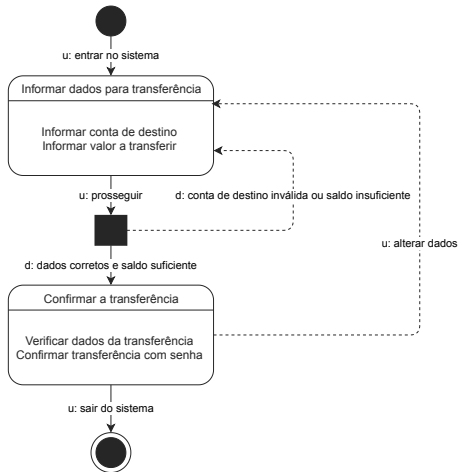 u: entrar no sistema
Informar dados para transferência
Informar conta de destino
Informar valor a transferir
u: prosseguir
d: conta de destino inválida ou saldo insuficiente
u: alterar dados
d: dados corretos e saldo suficiente
Confirmar a transferência
Verificar dados da transferência
Confirmar transferência com senha
u: sair do sistema